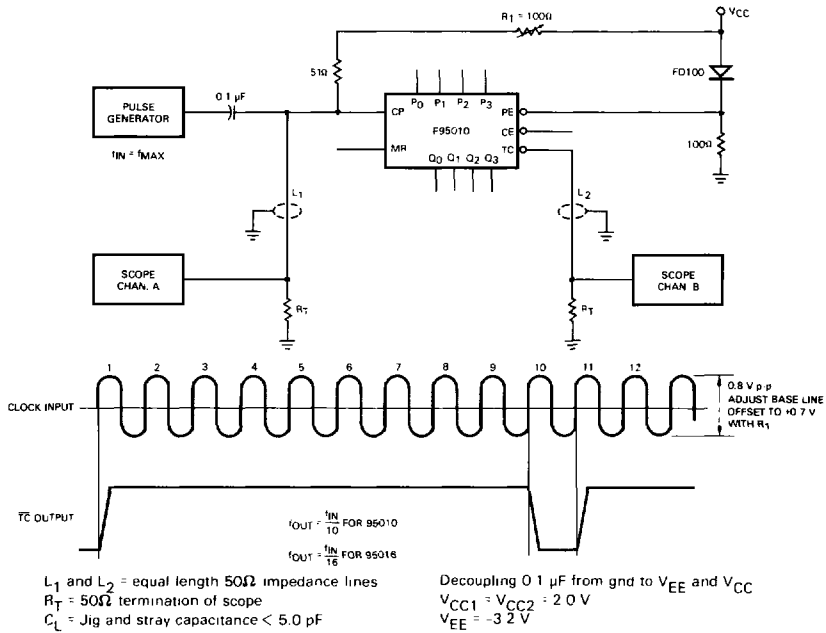 VCC
R1 = 100Ω
51Ω
FD100
0.1 µF
PULSE
GENERATOR
fIN = fMAX
P0 P1 P2 P3
CP
F95010
PE
CE
MR
TC
Q0 Q1 Q2 Q3
100Ω
L1
L2
SCOPE
CHAN. A
SCOPE
CHAN B
RT
RT
1 2 3 4 5 6 7 8 9 10 11 12
CLOCK INPUT
0.8 V p-p
ADJUST BASE LINE
OFFSET TO +0.7 V
WITH R1
TC OUTPUT
fOUT = fIN/10 FOR 95010
fOUT = fIN/16 FOR 95016
L1 and L2 = equal length 50Ω impedance lines
RT = 50Ω termination of scope
CL = Jig and stray capacitance < 5.0 pF
Decoupling 0 1 µF from gnd to VEE and VCC
VCC1 = VCC2 = 2 0 V
VEE = -3 2 V